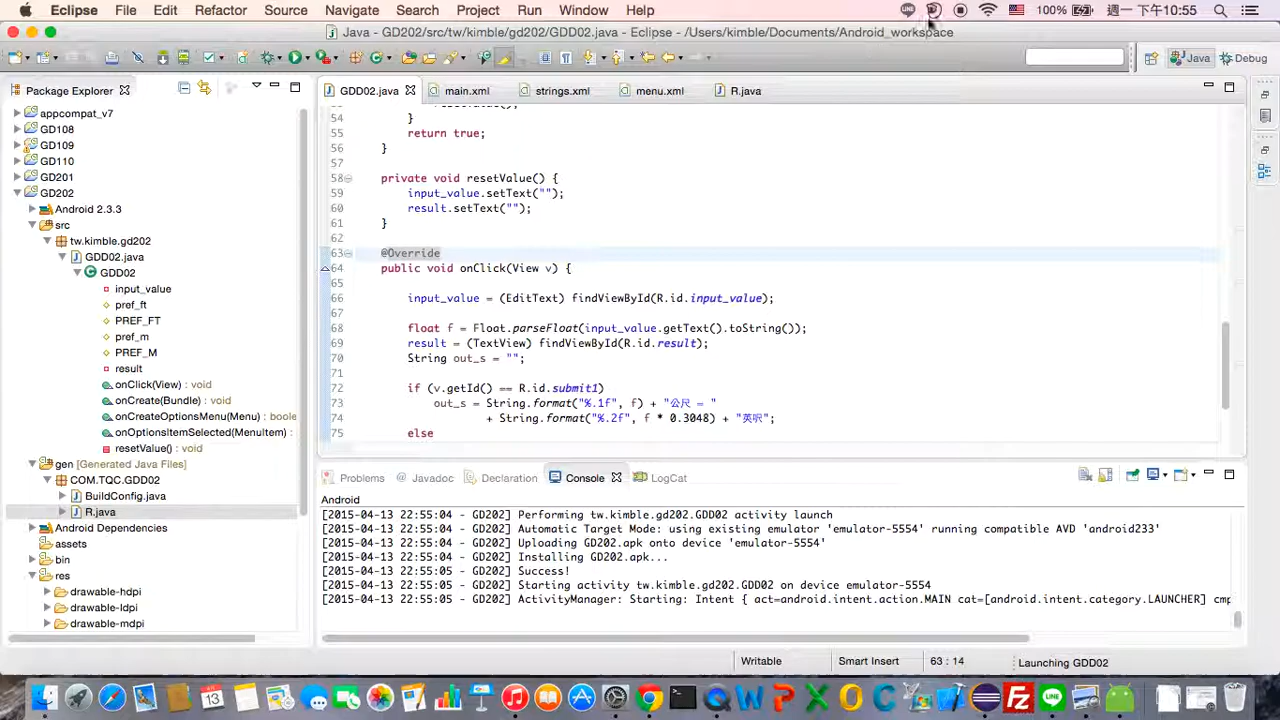 Eclipse File Edit Refactor Source Navigate Search Project Run Window Help 100% 週一 下午10:55
Java - GD202/src/tw/kimble/gd202/GDD02.java - Eclipse - /Users/kimble/Documents/Android_workspace
Java Debug
Package Explorer
GDD02.java main.xml strings.xml menu.xml R.java
appcompat_v7
GD108
GD109
GD110
GD201
GD202
Android 2.3.3
src
tw.kimble.gd202
GDD02.java
GDD02
input_value
pref_ft
PREF_FT
pref_m
PREF_M
result
onClick(View) : void
onCreate(Bundle) : void
onCreateOptionsMenu(Menu) : boole
onOptionsItemSelected(MenuItem) :
resetValue() : void
gen [Generated Java Files]
COM.TQC.GDD02
BuildConfig.java
R.java
Android Dependencies
assets
bin
res
drawable-hdpi
drawable-ldpi
drawable-mdpi
54 }
55 return true;
56 }
57
58 private void resetValue() {
59 input_value.setText("");
60 result.setText("");
61 }
62
63 @Override
64 public void onClick(View v) {
65
66 input_value = (EditText) findViewById(R.id.input_value);
67
68 float f = Float.parseFloat(input_value.getText().toString());
69 result = (TextView) findViewById(R.id.result);
70 String out_s = "";
71
72 if (v.getId() == R.id.submit1)
73 out_s = String.format("%.1f", f) + "公尺 = "
74 + String.format("%.2f", f * 0.3048) + "英呎";
75 else
Problems Javadoc Declaration Console LogCat
Android
[2015-04-13 22:55:04 - GD202] Performing tw.kimble.gd202.GDD02 activity launch
[2015-04-13 22:55:04 - GD202] Automatic Target Mode: using existing emulator 'emulator-5554' running compatible AVD 'android233'
[2015-04-13 22:55:04 - GD202] Uploading GD202.apk onto device 'emulator-5554'
[2015-04-13 22:55:04 - GD202] Installing GD202.apk...
[2015-04-13 22:55:05 - GD202] Success!
[2015-04-13 22:55:05 - GD202] Starting activity tw.kimble.gd202.GDD02 on device emulator-5554
[2015-04-13 22:55:05 - GD202] ActivityManager: Starting: Intent { act=android.intent.action.MAIN cat=[android.intent.category.LAUNCHER] cmp
Writable Smart Insert 63 : 14 Launching GDD02